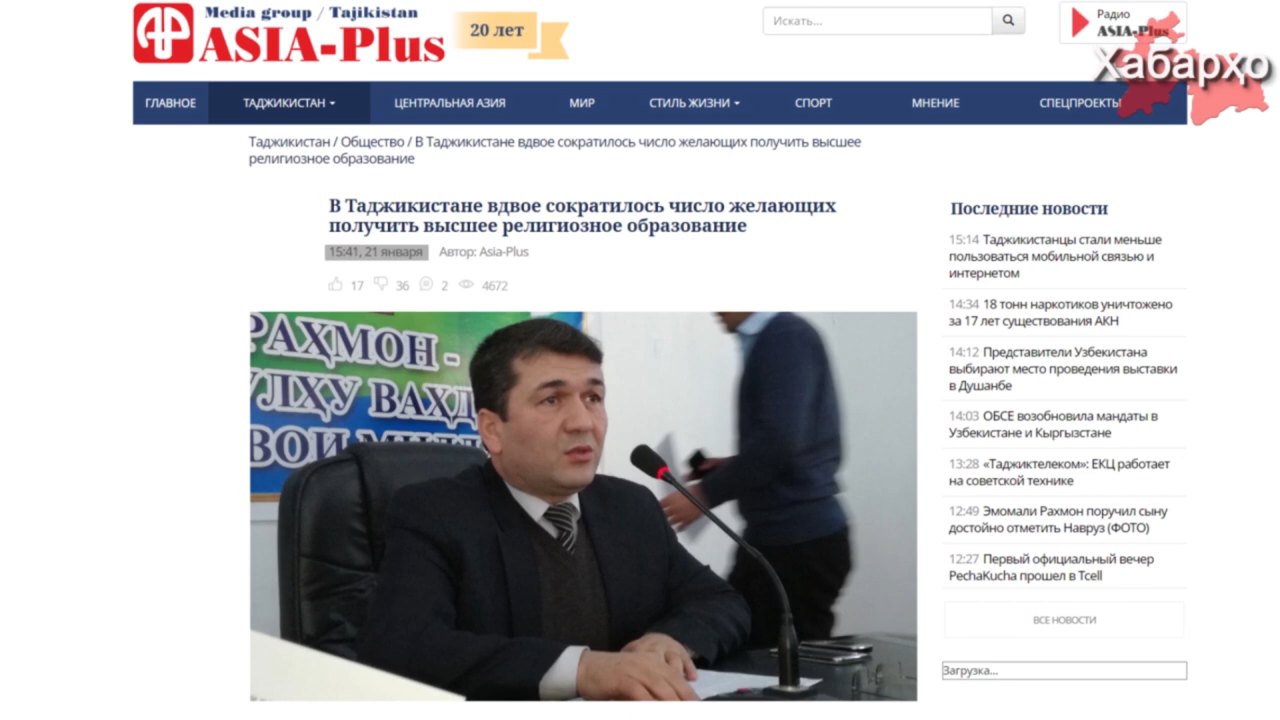 Media group / Tajikistan
ASIA-Plus
20 лет
Искать...
Радио
ASIA-Plus
Хабарҳо
ГЛАВНОЕ
ТАДЖИКИСТАН
ЦЕНТРАЛЬНАЯ АЗИЯ
МИР
СТИЛЬ ЖИЗНИ
СПОРТ
МНЕНИЕ
СПЕЦПРОЕКТЫ
Таджикистан / Общество / В Таджикистане вдвое сократилось число желающих получить высшее
религиозное образование
В Таджикистане вдвое сократилось число желающих
получить высшее религиозное образование
15:41, 21 января Автор: Asia-Plus
17 36 2 4672
РАҲМОН -
УЛҲУ ВАҲД
ВОИ
Последние новости
15:14 Таджикистанцы стали меньше
пользоваться мобильной связью и
интернетом
14:34 18 тонн наркотиков уничтожено
за 17 лет существования АКН
14:12 Представители Узбекистана
выбирают место проведения выставки
в Душанбе
14:03 ОБСЕ возобновила мандаты в
Узбекистане и Кыргызстане
13:28 «Таджиктелеком»: ЕКЦ работает
на советской технике
12:49 Эмомали Рахмон поручил сыну
достойно отметить Навруз (ФОТО)
12:27 Первый официальный вечер
PechaKucha прошел в Tcell
ВСЕ НОВОСТИ
Загрузка...